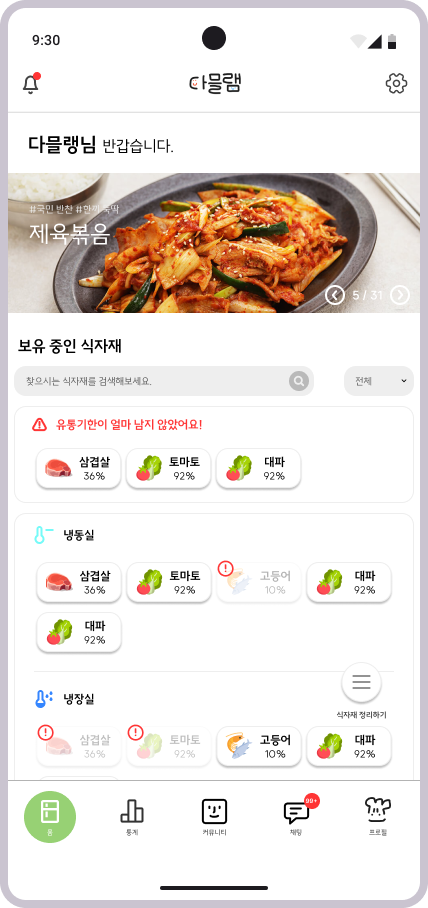 9:30
다믈랩
다믈랭님 반갑습니다.
#국민 반찬 #한끼 뚝딱
제육볶음
5 / 31
보유 중인 식자재
찾으시는 식자재를 검색해보세요.
전체
유통기한이 얼마 남지 않았어요!
삼겹살 토마토 대파
36% 92% 92%
냉동실
삼겹살 토마토 고등어 대파
36% 92% 10% 92%
대파
92%
냉장실
식자재 정리하기
삼겹살 토마토 고등어 대파
36% 92% 10% 92%
99+
홈 통계 커뮤니티 채팅 프로필